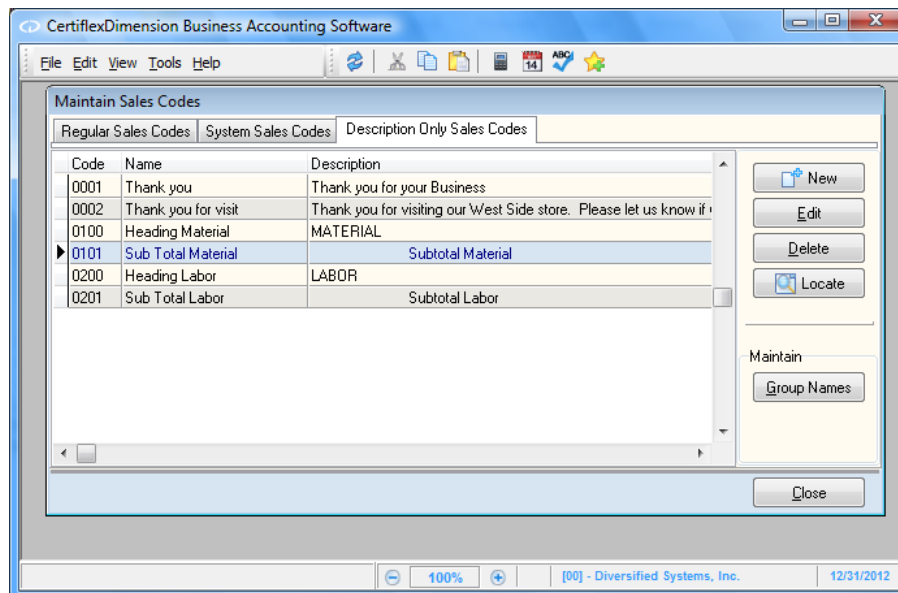 CertiflexDimension Business Accounting Software
File Edit View Tools Help
14 ABC
Maintain Sales Codes
Regular Sales Codes System Sales Codes Description Only Sales Codes
Code Name Description
0001 Thank you Thank you for your Business
0002 Thank you for visit Thank you for visiting our West Side store. Please let us know if
0100 Heading Material MATERIAL
0101 Sub Total Material Subtotal Material
0200 Heading Labor LABOR
0201 Sub Total Labor Subtotal Labor
New
Edit
Delete
Locate
Maintain
Group Names
Close
100% [00] - Diversified Systems, Inc. 12/31/2012